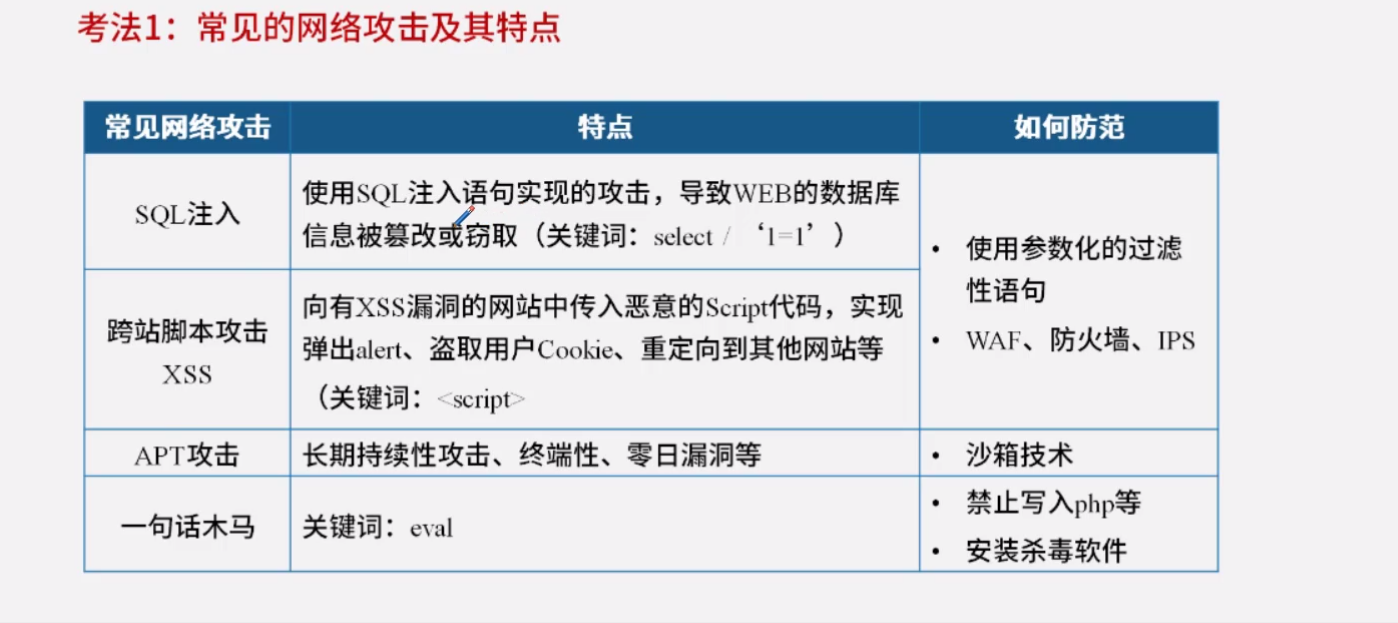 考法1：常见的网络攻击及其特点
常见网络攻击
特点
如何防范
SQL注入
使用SQL注入语句实现的攻击，导致WEB的数据库
信息被篡改或窃取（关键词：select / ‘1=1’）
• 使用参数化的过滤
性语句
• WAF、防火墙、IPS
跨站脚本攻击
XSS
向有XSS漏洞的网站中传入恶意的Script代码，实现
弹出alert、盗取用户Cookie、重定向到其他网站等
（关键词：<script>
APT攻击
长期持续性攻击、终端性、零日漏洞等
• 沙箱技术
一句话木马
关键词：eval
• 禁止写入php等
• 安装杀毒软件